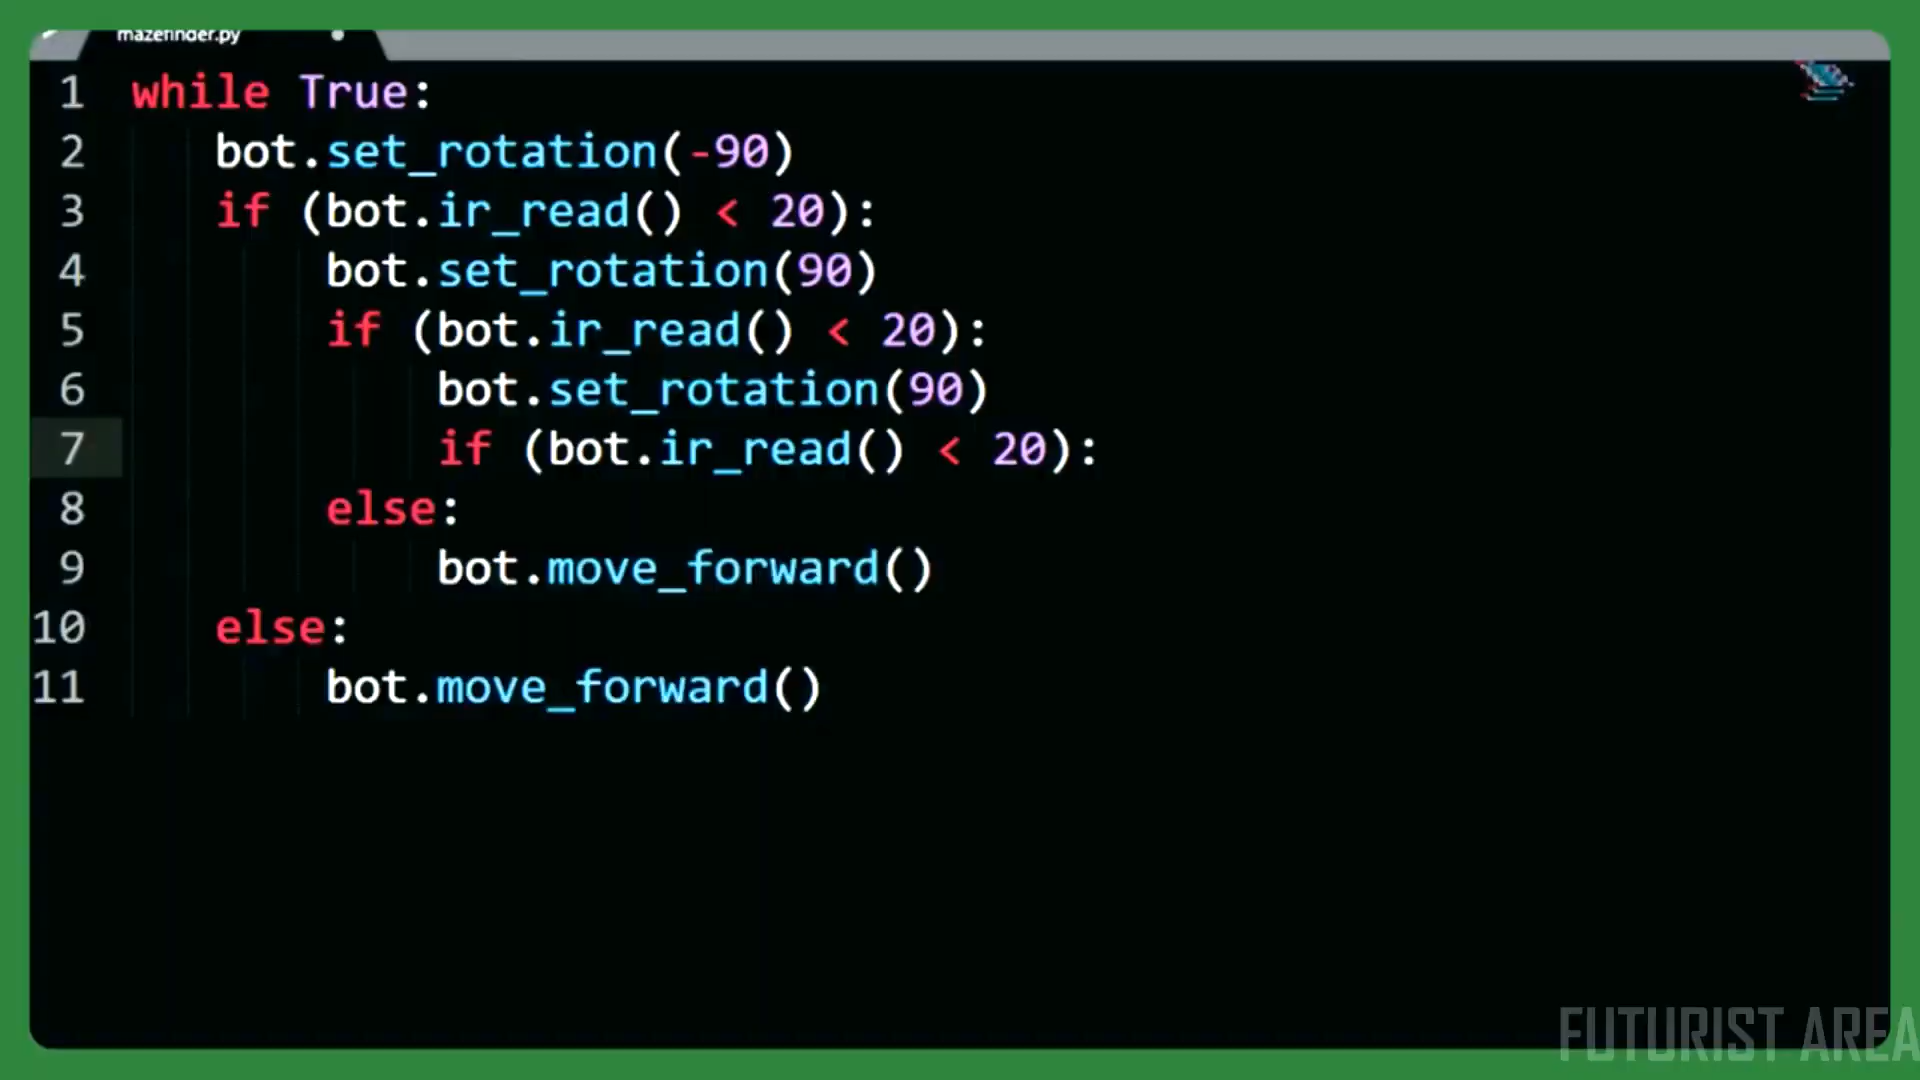 mazefinder.py
1 while True:
2     bot.set_rotation(-90)
3     if (bot.ir_read() < 20):
4         bot.set_rotation(90)
5         if (bot.ir_read() < 20):
6             bot.set_rotation(90)
7             if (bot.ir_read() < 20):
8         else:
9             bot.move_forward()
10     else:
11         bot.move_forward()
FUTURIST AREA